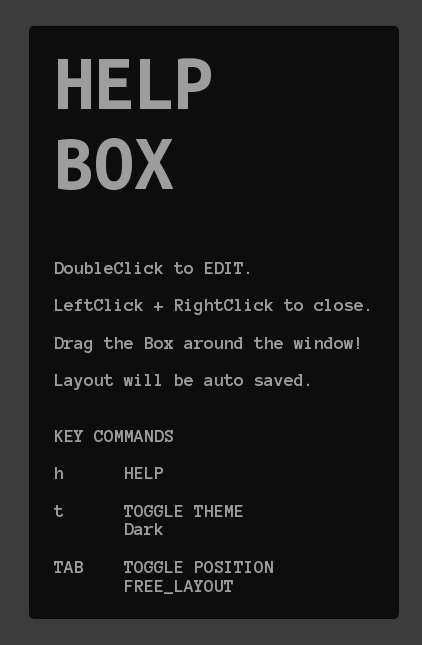 HELP
BOX
DoubleClick to EDIT.
LeftClick + RightClick to close.
Drag the Box around the window!
Layout will be auto saved.
KEY COMMANDS
h HELP
t TOGGLE THEME
Dark
TAB TOGGLE POSITION
FREE_LAYOUT